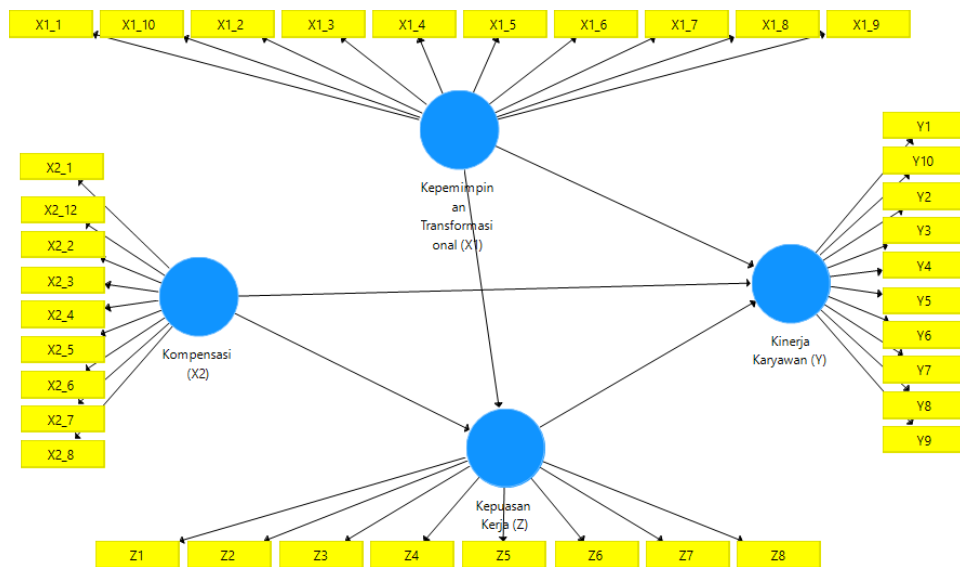 X1_1
X1_10
X1_2
X1_3
X1_4
X1_5
X1_6
X1_7
X1_8
X1_9
Kepemimpin
an
Transformasi
onal (X1)
X2_1
X2_12
X2_2
X2_3
X2_4
X2_5
X2_6
X2_7
X2_8
Kompensasi
(X2)
Y1
Y10
Y2
Y3
Y4
Y5
Y6
Y7
Y8
Y9
Kinerja
Karyawan (Y)
Kepuasan
Kerja (Z)
Z1
Z2
Z3
Z4
Z5
Z6
Z7
Z8